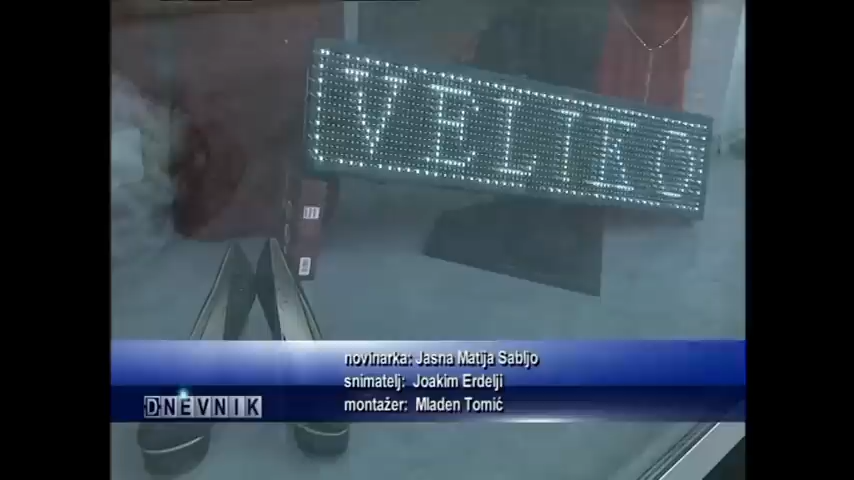 VELIKO
novinarka: Jasna Matija Sabljo
snimatelj: Joakim Erdelji
DNEVNIK
montažer: Mladen Tomić